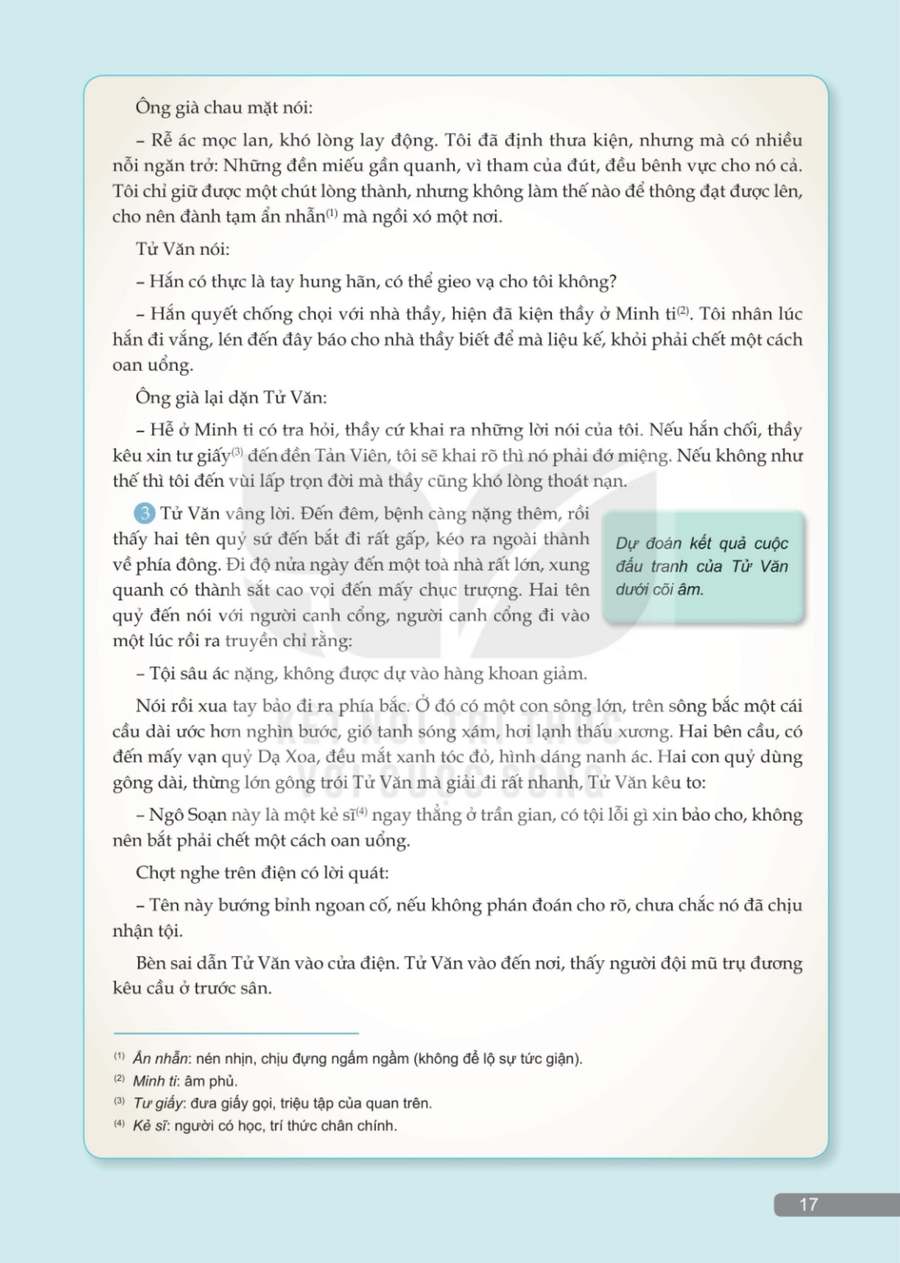 Ông già chau mặt nói:
– Rễ ác mọc lan, khó lòng lay động. Tôi đã định thưa kiện, nhưng mà có nhiều
nỗi ngăn trở: Những đền miếu gần quanh, vì tham của đút, đều bênh vực cho nó cả.
Tôi chỉ giữ được một chút lòng thành, nhưng không làm thế nào để thông đạt được lên,
cho nên đành tạm ẩn nhẫn(1) mà ngồi xó một nơi.
Tử Văn nói:
– Hắn có thực là tay hung hãn, có thể gieo vạ cho tôi không?
– Hắn quyết chống chọi với nhà thầy, hiện đã kiện thầy ở Minh ti(2). Tôi nhân lúc
hắn đi vắng, lén đến đây báo cho nhà thầy biết để mà liệu kế, khỏi phải chết một cách
oan uổng.
Ông già lại dặn Tử Văn:
– Hễ ở Minh ti có tra hỏi, thầy cứ khai ra những lời nói của tôi. Nếu hắn chối, thầy
kêu xin tư giấy(3) đến đền Tản Viên, tôi sẽ khai rõ thì nó phải đớ miệng. Nếu không như
thế thì tôi đến vùi lấp trọn đời mà thầy cũng khó lòng thoát nạn.
3 Tử Văn vâng lời. Đến đêm, bệnh càng nặng thêm, rồi
thấy hai tên quỷ sứ đến bắt đi rất gấp, kéo ra ngoài thành
về phía đông. Đi độ nửa ngày đến một toà nhà rất lớn, xung
quanh có thành sắt cao vọi đến mấy chục trượng. Hai tên
quỷ đến nói với người canh cổng, người canh cổng đi vào
một lúc rồi ra truyền chỉ rằng:
Dự đoán kết quả cuộc
đấu tranh của Tử Văn
dưới cõi âm.
– Tội sâu ác nặng, không được dự vào hàng khoan giảm.
Nói rồi xua tay bảo đi ra phía bắc. Ở đó có một con sông lớn, trên sông bắc một cái
cầu dài ước hơn nghìn bước, gió tanh sóng xám, hơi lạnh thấu xương. Hai bên cầu, có
đến mấy vạn quỷ Dạ Xoa, đều mắt xanh tóc đỏ, hình dáng nanh ác. Hai con quỷ dùng
gông dài, thừng lớn gông trói Tử Văn mà giải đi rất nhanh, Tử Văn kêu to:
– Ngô Soạn này là một kẻ sĩ(4) ngay thẳng ở trần gian, có tội lỗi gì xin bảo cho, không
nên bắt phải chết một cách oan uổng.
Chợt nghe trên điện có lời quát:
– Tên này bướng bỉnh ngoan cố, nếu không phán đoán cho rõ, chưa chắc nó đã chịu
nhận tội.
Bèn sai dẫn Tử Văn vào cửa điện. Tử Văn vào đến nơi, thấy người đội mũ trụ đương
kêu cầu ở trước sân.
KẾT NỐI TRI THỨC
VỚI CUỘC SỐNG
(1) Ẩn nhẫn: nén nhịn, chịu đựng ngấm ngầm (không để lộ sự tức giận).
(2) Minh ti: âm phủ.
(3) Tư giấy: đưa giấy gọi, triệu tập của quan trên.
(4) Kẻ sĩ: người có học, trí thức chân chính.
17